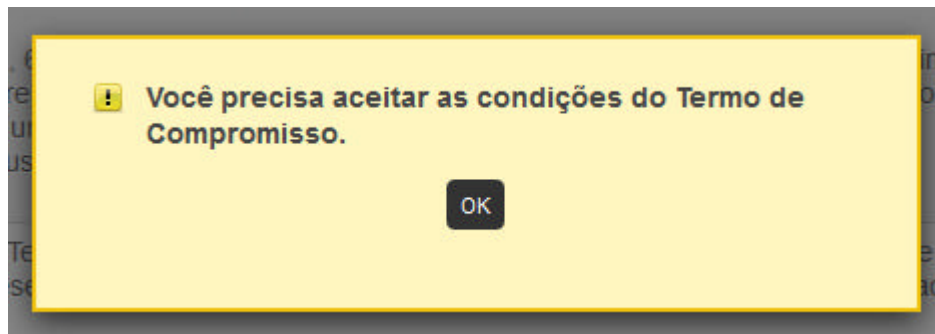 Você precisa aceitar as condições do Termo de
Compromisso.
OK